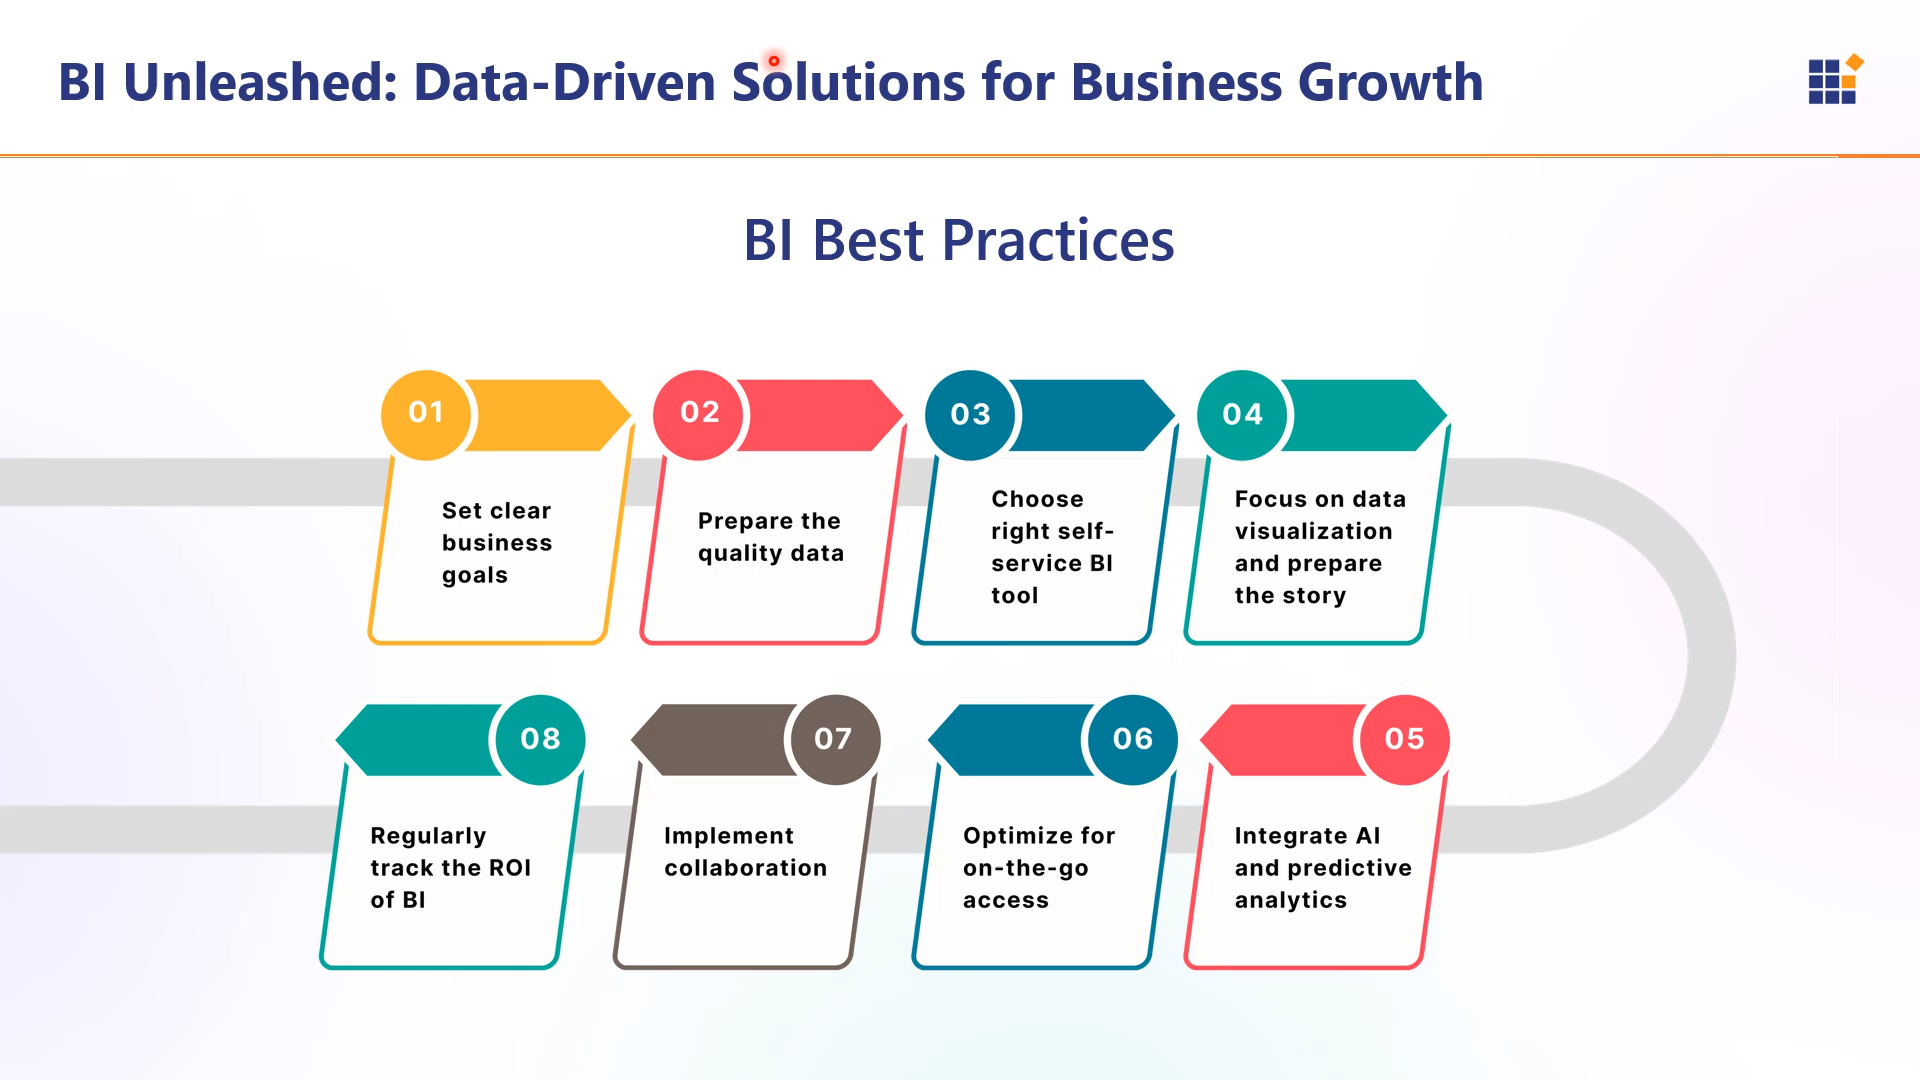 BI Unleashed: Data-Driven Solutions for Business Growth
BI Best Practices
01
Set clear
business
goals
02
Prepare the
quality data
03
Choose
right self-
service BI
tool
04
Focus on data
visualization
and prepare
the story
05
Integrate AI
and predictive
analytics
06
Optimize for
on-the-go
access
07
Implement
collaboration
08
Regularly
track the ROI
of BI